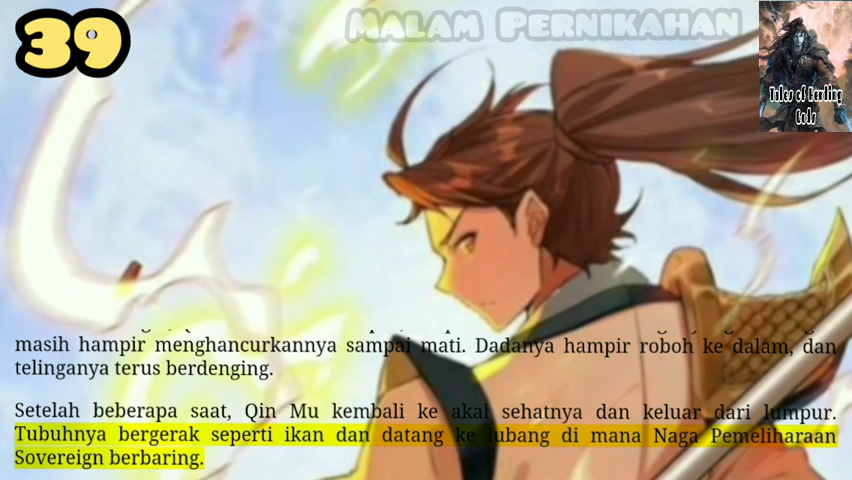 39
Malam Pernikahan
Tales of Herding
Gods
masih hampir menghancurkannya sampai mati. Dadanya hampir roboh ke dalam, dan
telinganya terus berdenging.
Setelah beberapa saat, Qin Mu kembali ke akal sehatnya dan keluar dari lumpur.
Tubuhnya bergerak seperti ikan dan datang ke lubang di mana Naga Pemeliharaan
Sovereign berbaring.